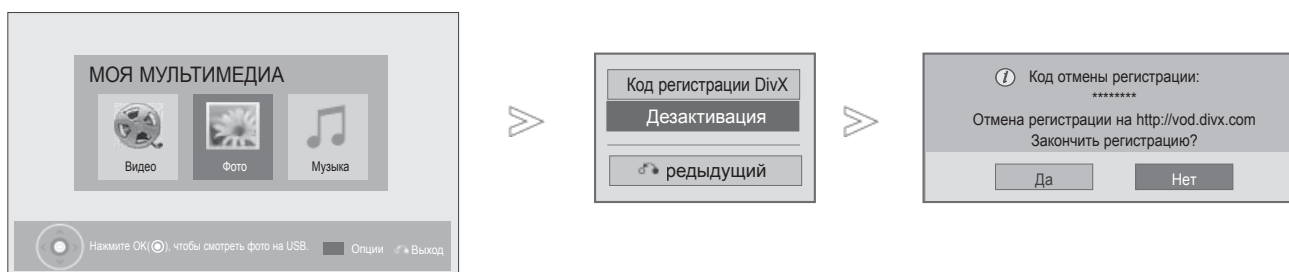 МОЯ МУЛЬТИМЕДИА
Видео
Фото
Музыка
Нажмите ОК(◉), чтобы смотреть фото на USB.
Опции
Выход
Код регистрации DivX
Дезактивация
редыдущий
i Код отмены регистрации:
********
Отмена регистрации на http://vod.divx.com
Закончить регистрацию?
Да
Нет